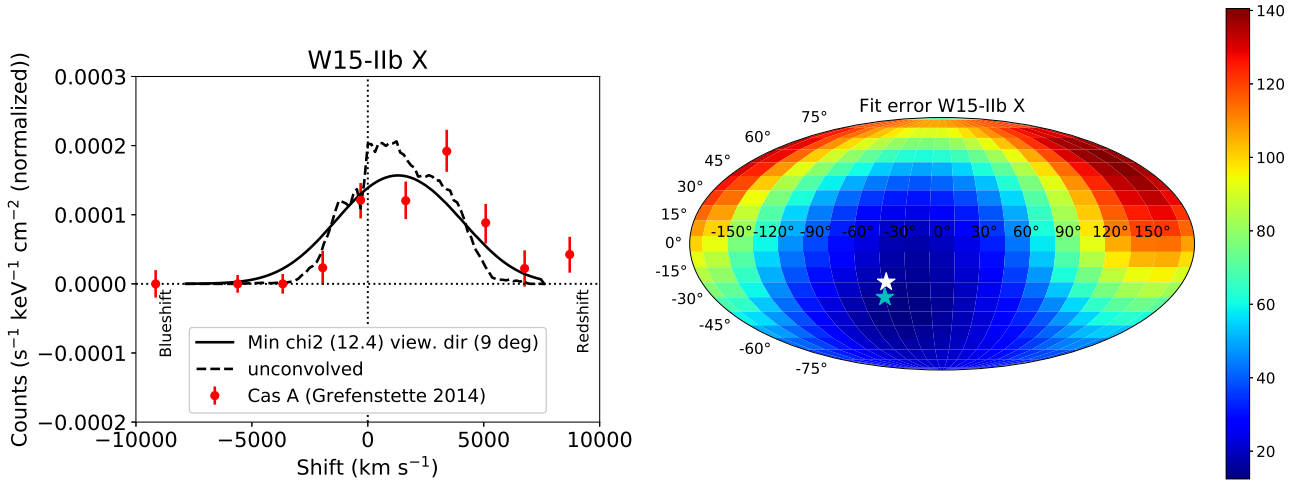 W15-IIb X
Counts (s⁻¹ keV⁻¹ cm⁻² (normalized))
0.0003
0.0002
0.0001
0.0000
−0.0001
−0.0002
Blueshift
Redshift
Min chi2 (12.4) view. dir (9 deg)
unconvolved
Cas A (Grefenstette 2014)
−10000 −5000 0 5000 10000
Shift (km s⁻¹)
Fit error W15-IIb X
75°
60°
45°
30°
15°
0°
-15°
-30°
-45°
-60°
-75°
-150° -120° -90° -60° -30° 0° 30° 60° 90° 120° 150°
140
120
100
80
60
40
20